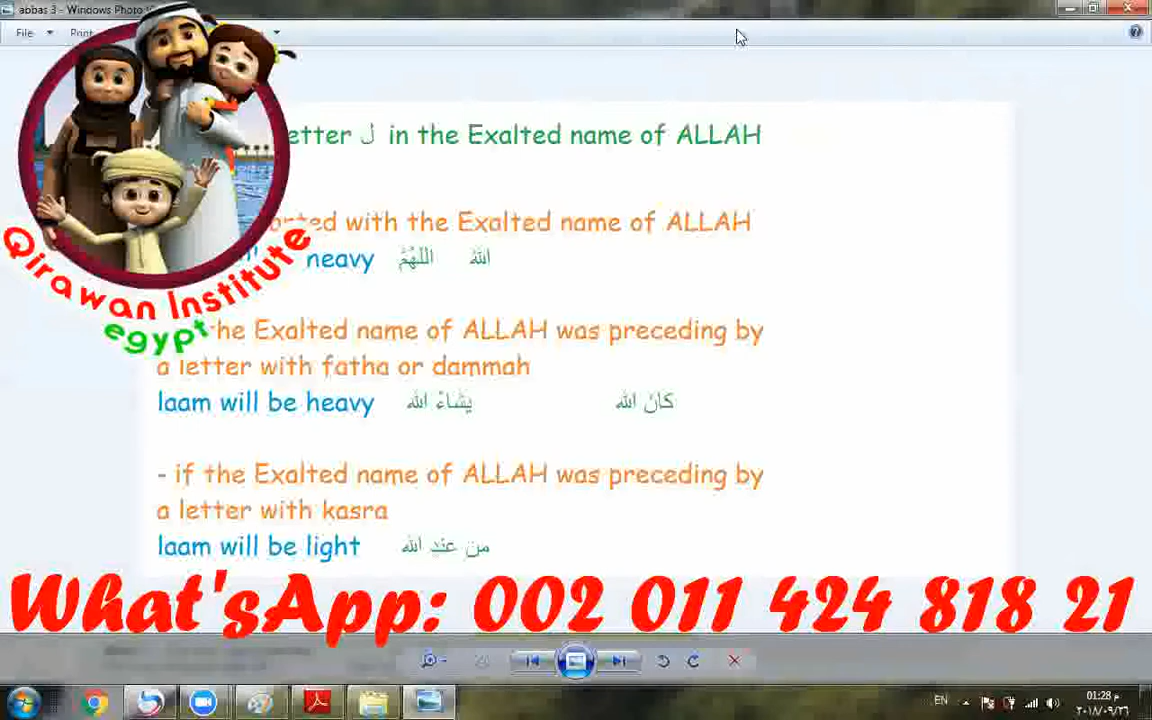 abbas 3 - Windows Photo
File
Print
etter ل in the Exalted name of ALLAH
with the Exalted name of ALLAH
heavy اللَّهُمَّ اللهُ
the Exalted name of ALLAH was preceding by
a letter with fatha or dammah
laam will be heavy يشاءُ الله كانَ الله
- if the Exalted name of ALLAH was preceding by
a letter with kasra
laam will be light من عندِ الله
Qirawan Institute
egypt
What'sApp: 002 011 424 818 21
EN
01:28 م
٢٠١٨/٠٩/٢٦